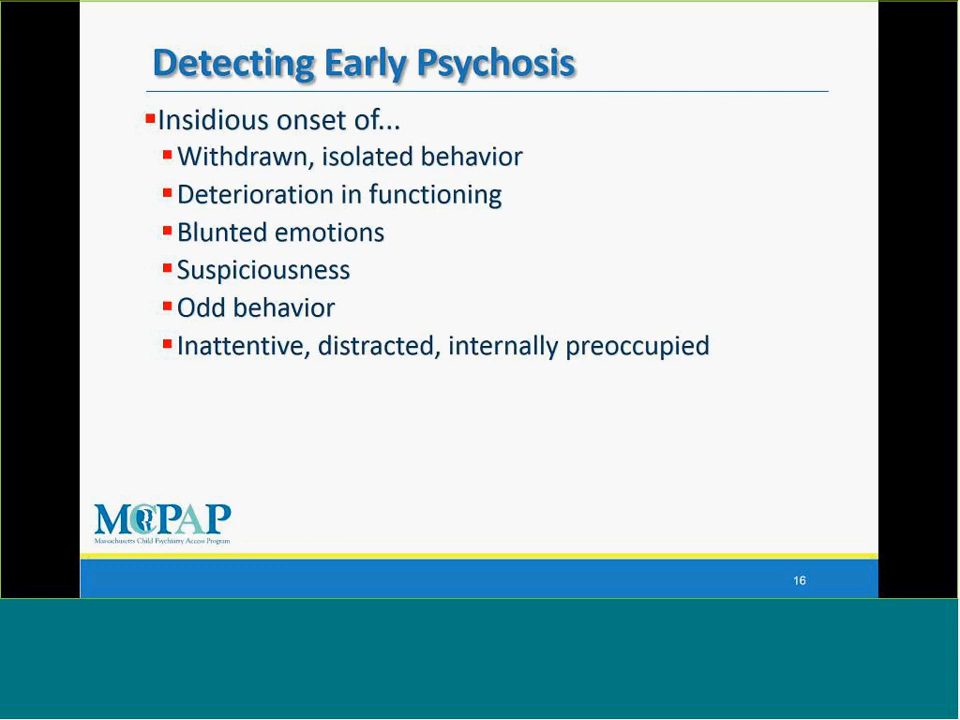 Detecting Early Psychosis
▪Insidious onset of...
▪Withdrawn, isolated behavior
▪Deterioration in functioning
▪Blunted emotions
▪Suspiciousness
▪Odd behavior
▪Inattentive, distracted, internally preoccupied
MCPAP
Massachusetts Child Psychiatry Access Program
16